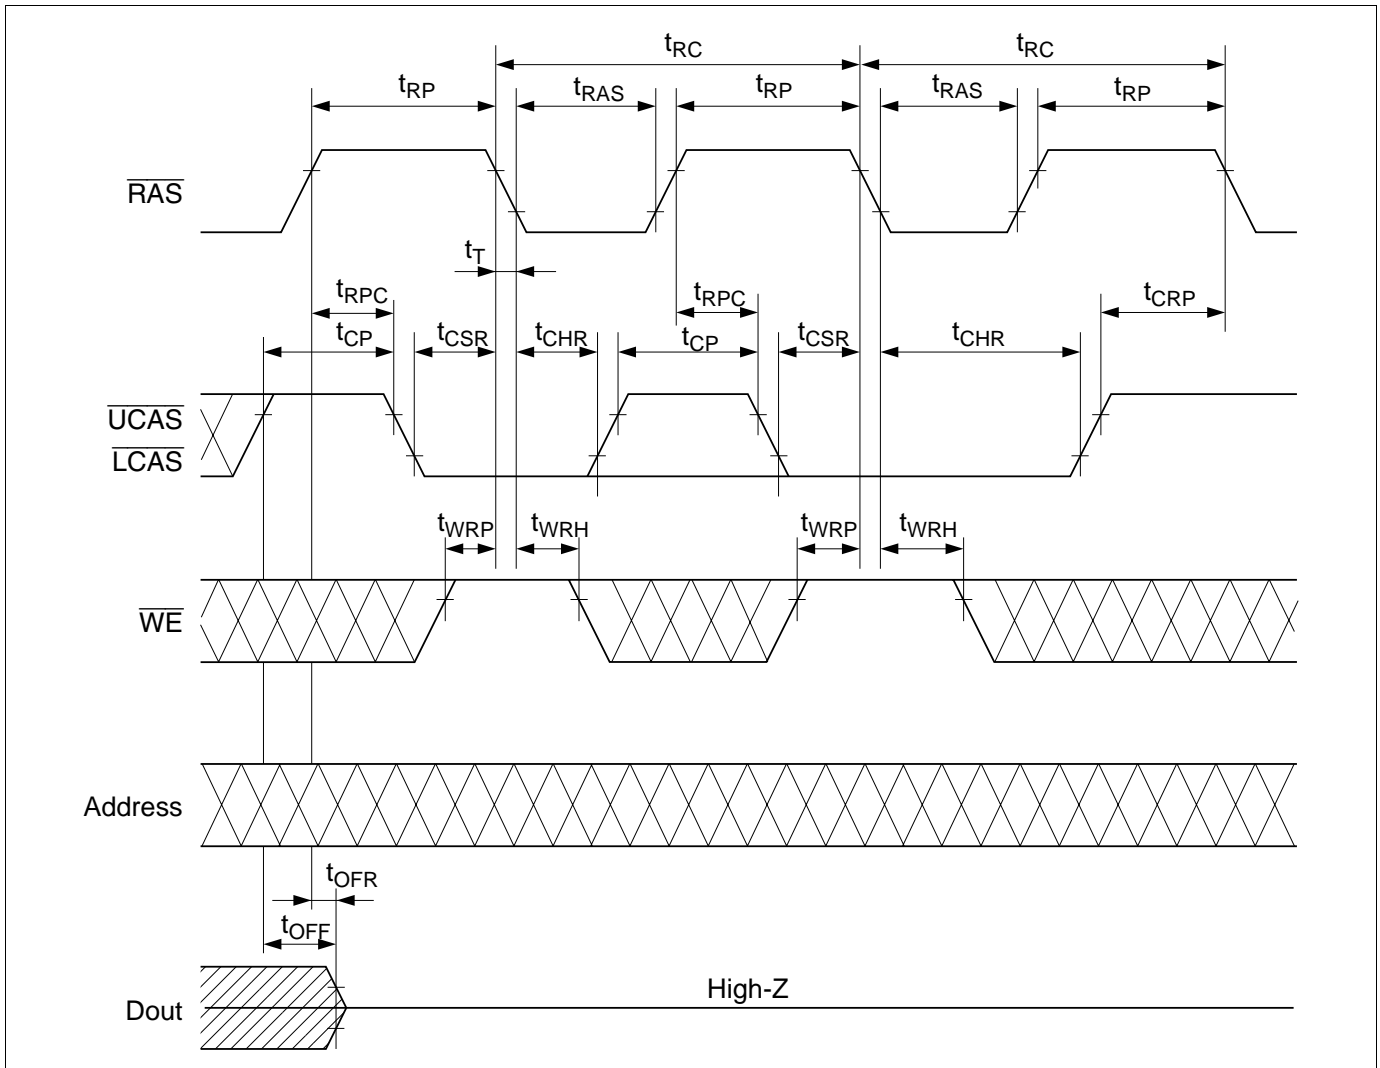 tRC tRC
tRP tRAS tRP tRAS tRP
RAS
tT
tRPC tRPC tCRP
tCP tCSR tCHR tCP tCSR tCHR
UCAS
LCAS
tWRP tWRH tWRP tWRH
WE
Address
tOFR
tOFF
High-Z
Dout